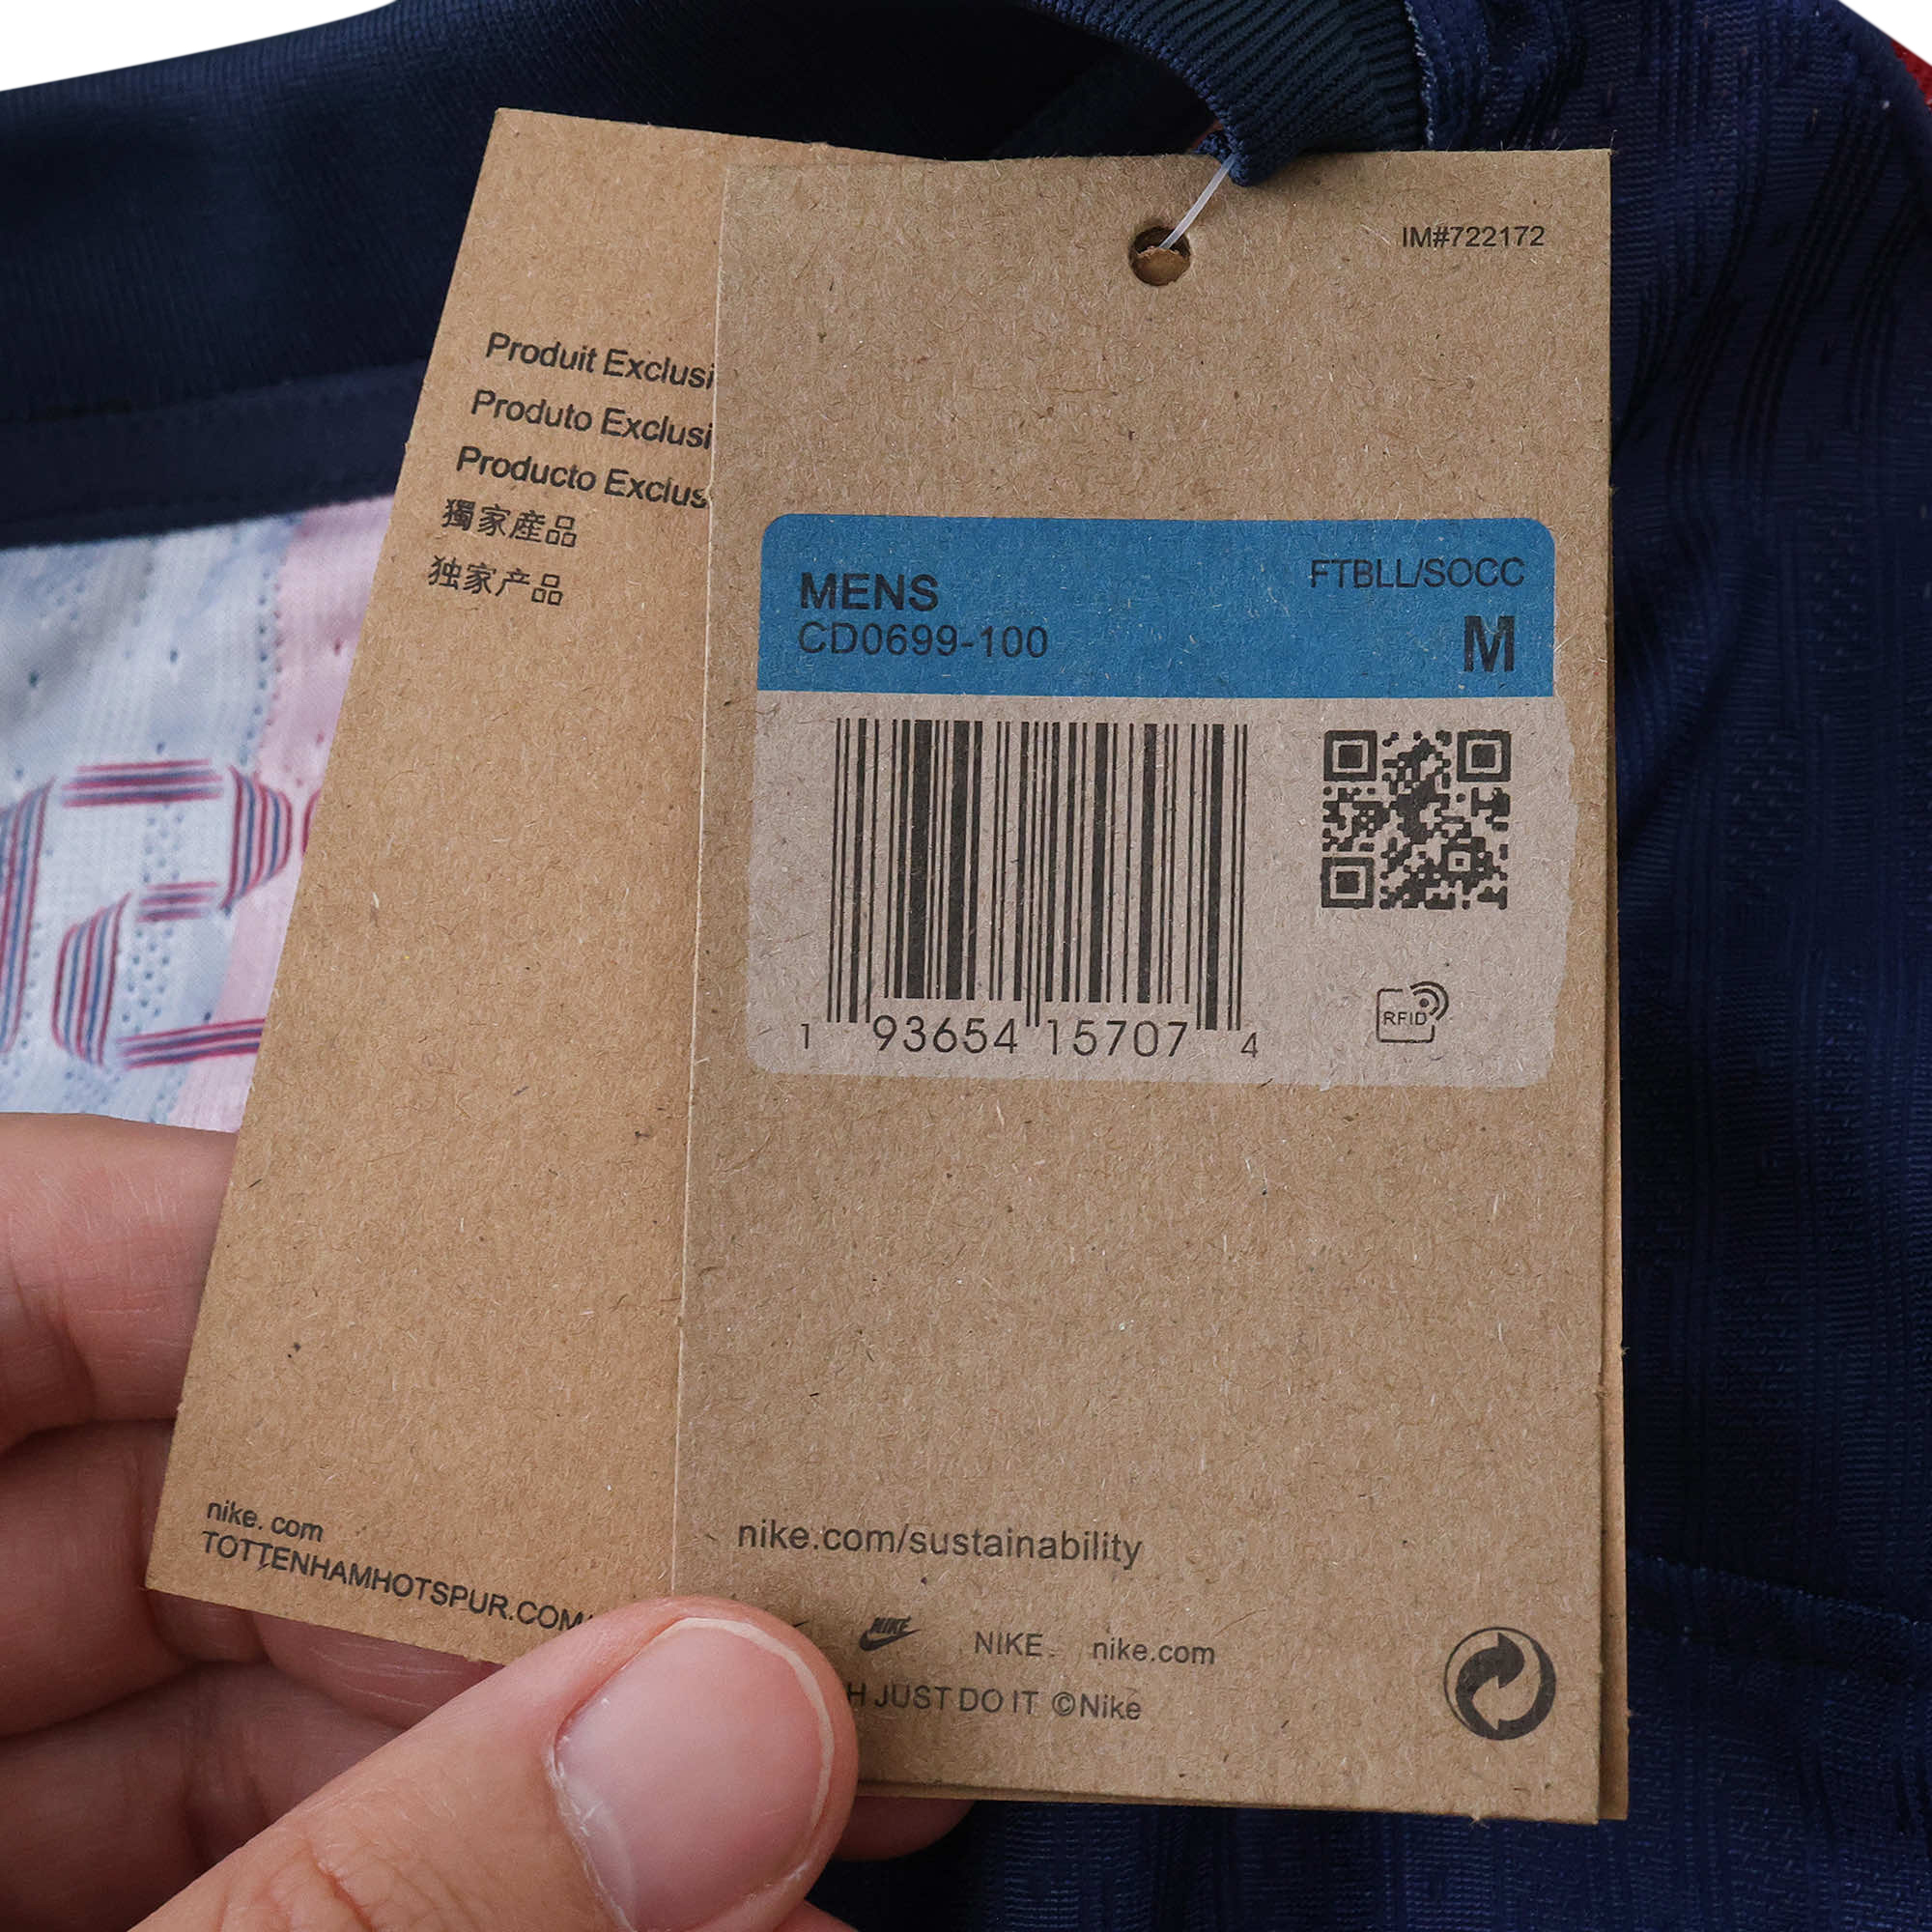 Produit Exclusi
Produto Exclusi
Producto Exclus
獨家産品
独家产品
nike. com
TOTTENHAMHOTSPUR.COM
IM#722172
MENS
FTBLL/SOCC
CD0699-100
M
1 93654 15707 4
RFID
nike.com/sustainability
NIKE NIKE. nike.com
H JUST DO IT ©Nike